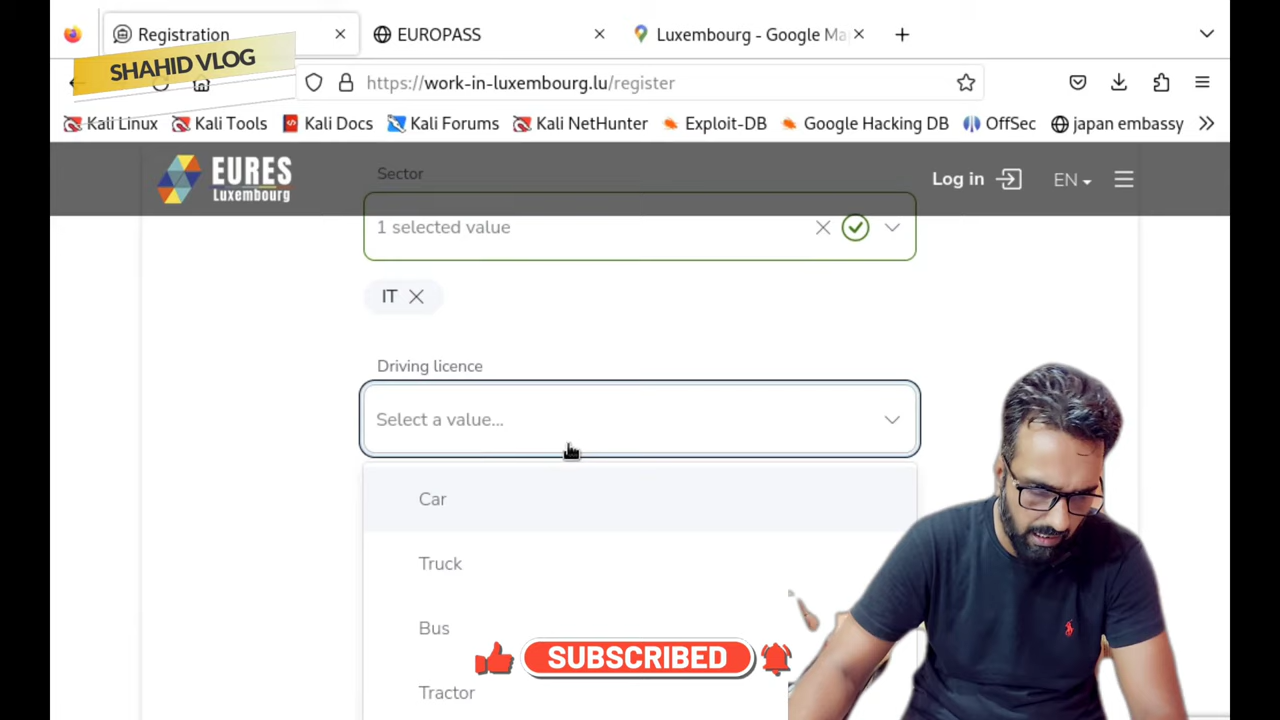 Registration
EUROPASS
Luxembourg - Google Ma
SHAHID VLOG
https://work-in-luxembourg.lu/register
Kali Linux
Kali Tools
Kali Docs
Kali Forums
Kali NetHunter
Exploit-DB
Google Hacking DB
OffSec
japan embassy
EURES
Luxembourg
Log in
EN
Sector
1 selected value
IT
Driving licence
Select a value...
Car
Truck
Bus
Tractor
SUBSCRIBED